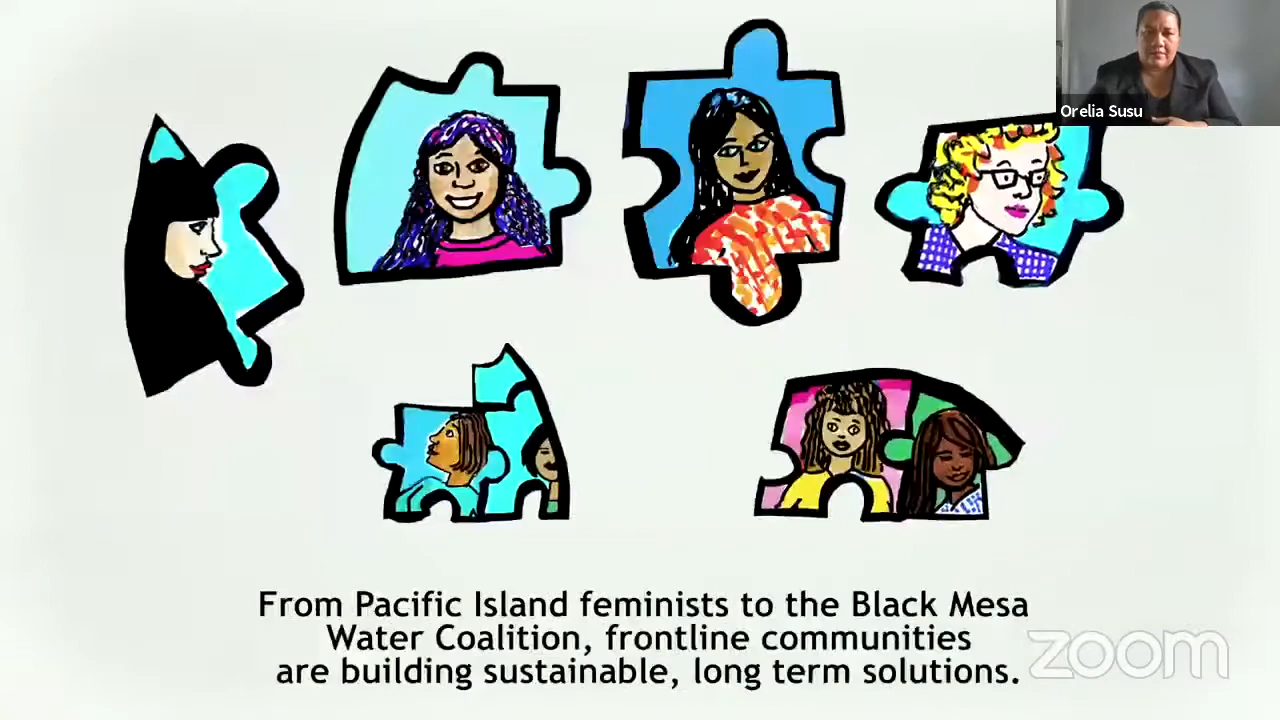 Orelia Susu
From Pacific Island feminists to the Black Mesa
Water Coalition, frontline communities
are building sustainable, long term solutions.
zoom